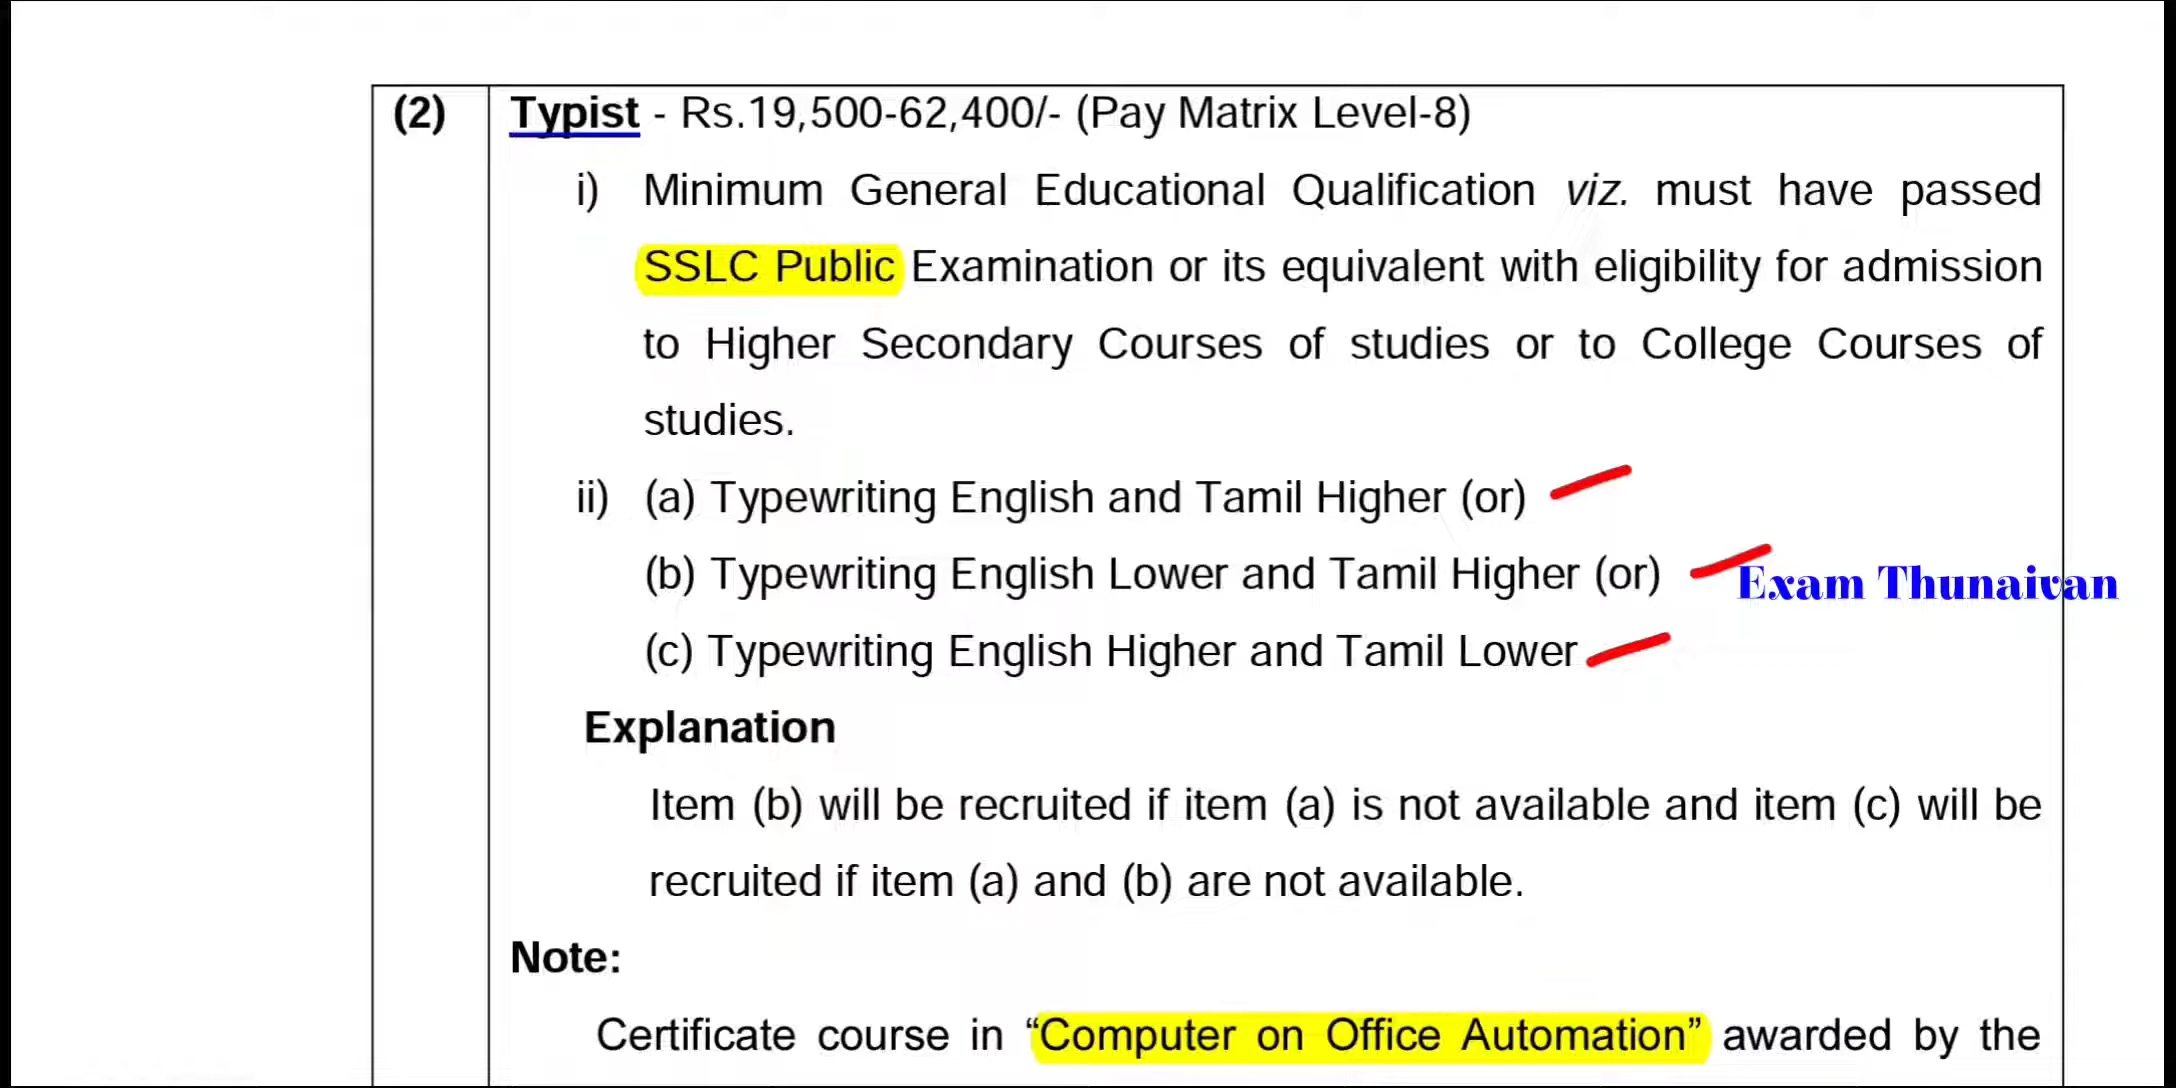 (2) Typist - Rs.19,500-62,400/- (Pay Matrix Level-8)
i) Minimum General Educational Qualification viz. must have passed
SSLC Public Examination or its equivalent with eligibility for admission
to Higher Secondary Courses of studies or to College Courses of
studies.
ii) (a) Typewriting English and Tamil Higher (or)
(b) Typewriting English Lower and Tamil Higher (or)
Exam Thunaivan
(c) Typewriting English Higher and Tamil Lower
Explanation
Item (b) will be recruited if item (a) is not available and item (c) will be
recruited if item (a) and (b) are not available.
Note:
Certificate course in “Computer on Office Automation” awarded by the